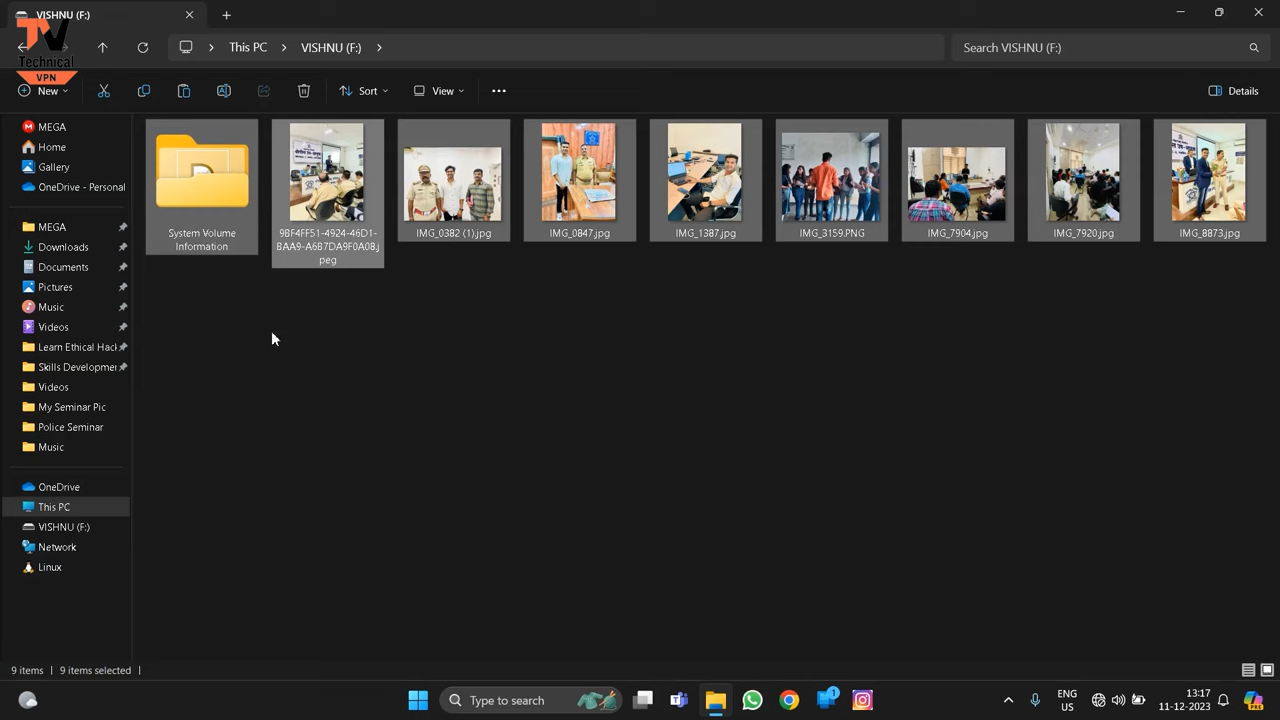 VISHNU (F:)
TV
Technical
VPN
This PC
VISHNU (F:)
Search VISHNU (F:)
New
Sort
View
Details
MEGA
Home
Gallery
OneDrive - Personal
MEGA
Downloads
Documents
Pictures
Music
Videos
Learn Ethical Hack
Skills Developmer
Videos
My Seminar Pic
Police Seminar
Music
OneDrive
This PC
VISHNU (F:)
Network
Linux
System Volume
Information
9BF4FF51-4924-46D1-
BAA9-A6B7DA9F0A08.j
peg
IMG_0382 (1).jpg
IMG_0847.jpg
IMG_1387.jpg
IMG_3159.PNG
IMG_7904.jpg
IMG_7920.jpg
IMG_8873.jpg
9 items
9 items selected
Type to search
1
ENG
US
13:17
11-12-2023
PRE